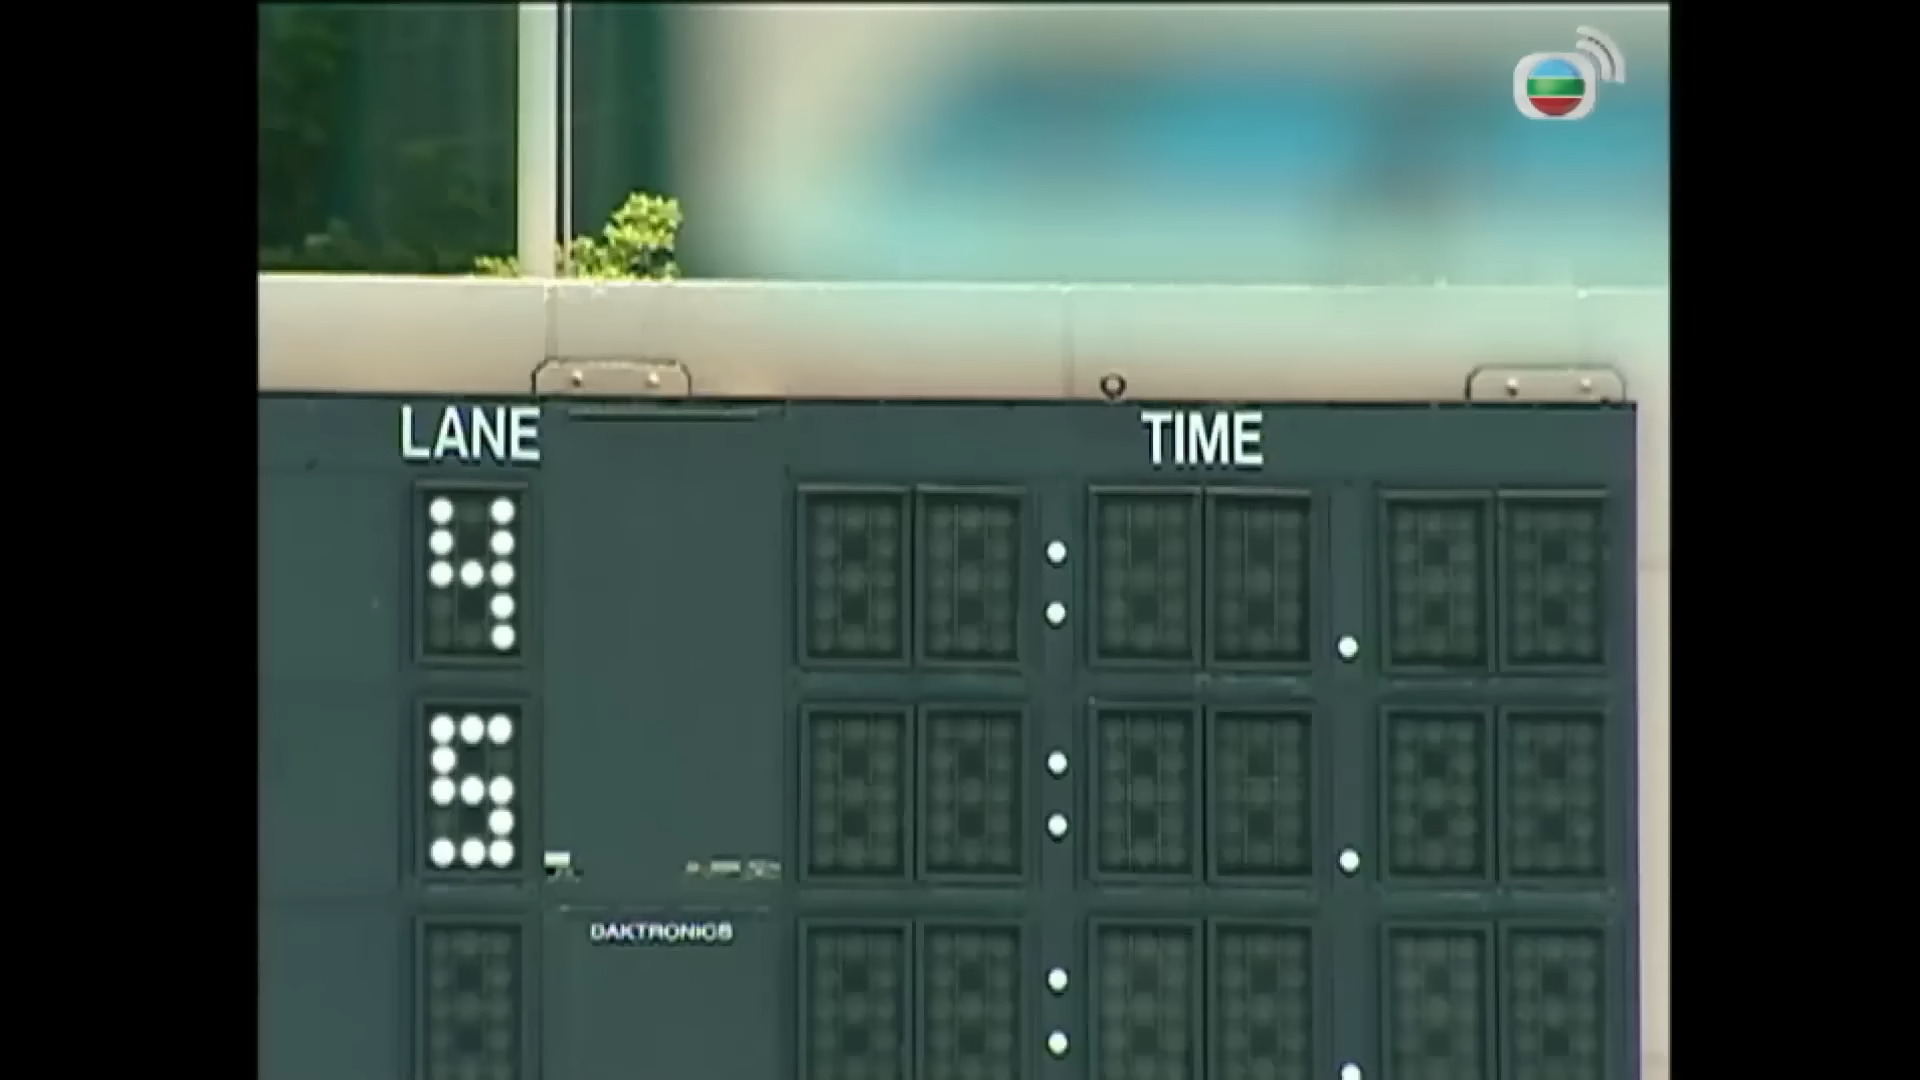 LANE TIME
4 : .
5 : .
DAKTRONICS
: .